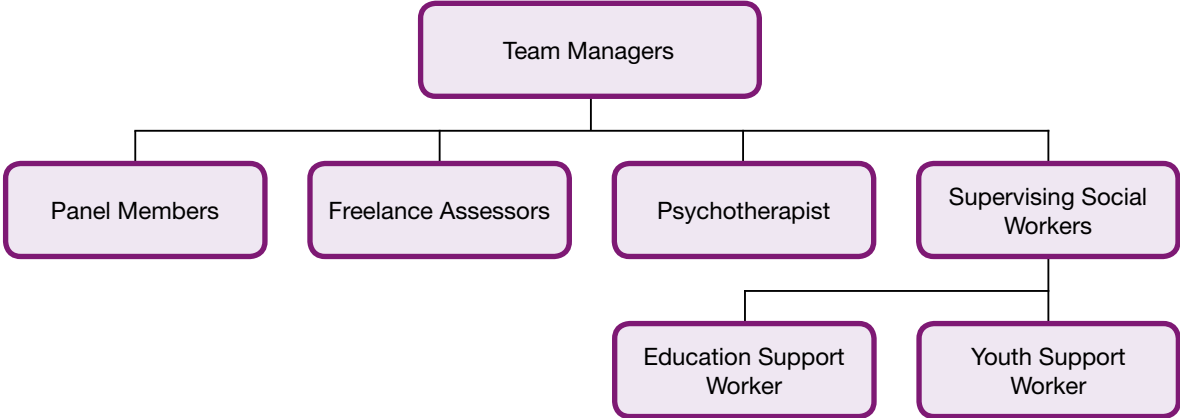 Team Managers
Panel Members
Freelance Assessors
Psychotherapist
Supervising Social
Workers
Education Support
Worker
Youth Support
Worker